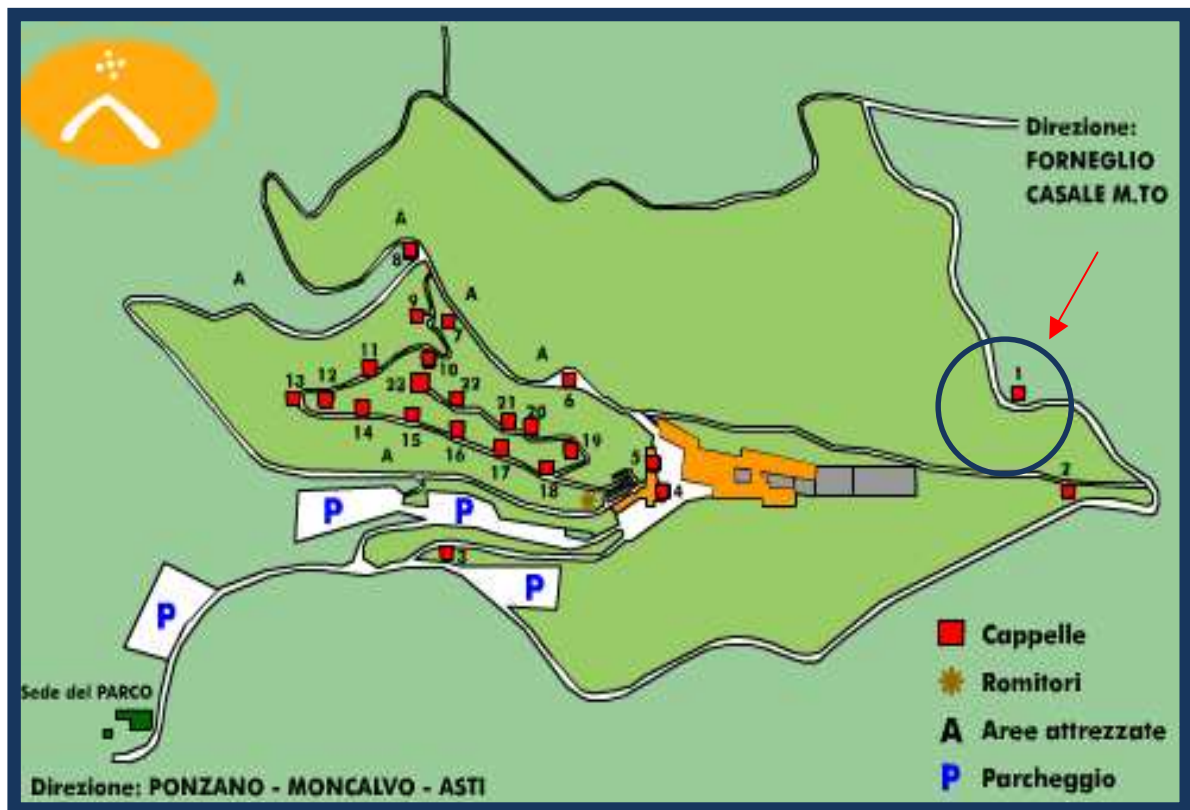 Direzione:
FORNEGLIO
CASALE M.TO
A
8
A
A
9
7
A
1
11
10
6
13
12
23
22
21
20
14
15
19
16
A
17
5
18
4
2
P
P
3
P
P
Cappelle
Sede del PARCO
Romitori
A Aree attrezzate
P Parcheggio
Direzione: PONZANO - MONCALVO - ASTI